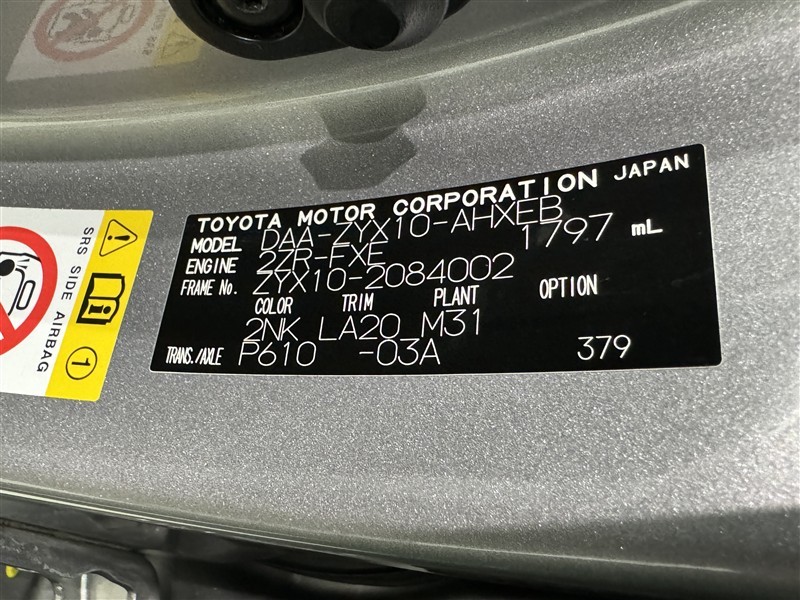 TOYOTA MOTOR CORPORATION JAPAN
MODEL DAA-ZYX10-AHXEB
ENGINE 2ZR-FXE 1797 mL
FRAME No. ZYX10-2084002
COLOR TRIM PLANT OPTION
2NK LA20 M31
TRANS./AXLE P610 -03A 379
SRS SIDE AIRBAG
1